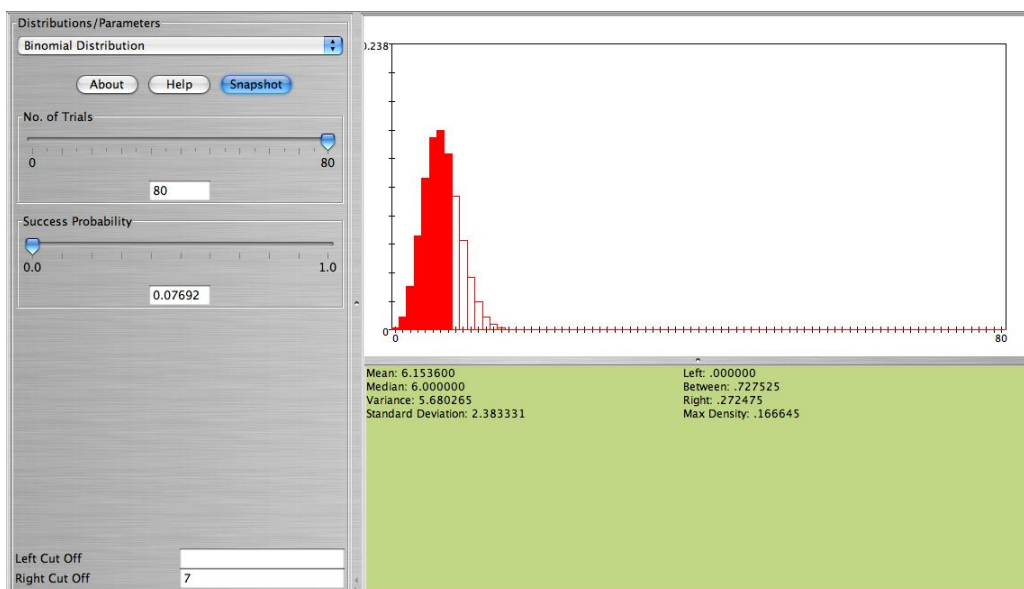 Distributions/Parameters
Binomial Distribution
About Help Snapshot
No. of Trials
0 80
80
Success Probability
0.0 1.0
0.07692
Left Cut Off
Right Cut Off 7
0.238
0
0 80
Mean: 6.153600
Median: 6.000000
Variance: 5.680265
Standard Deviation: 2.383331
Left: .000000
Between: .727525
Right: .272475
Max Density: .166645